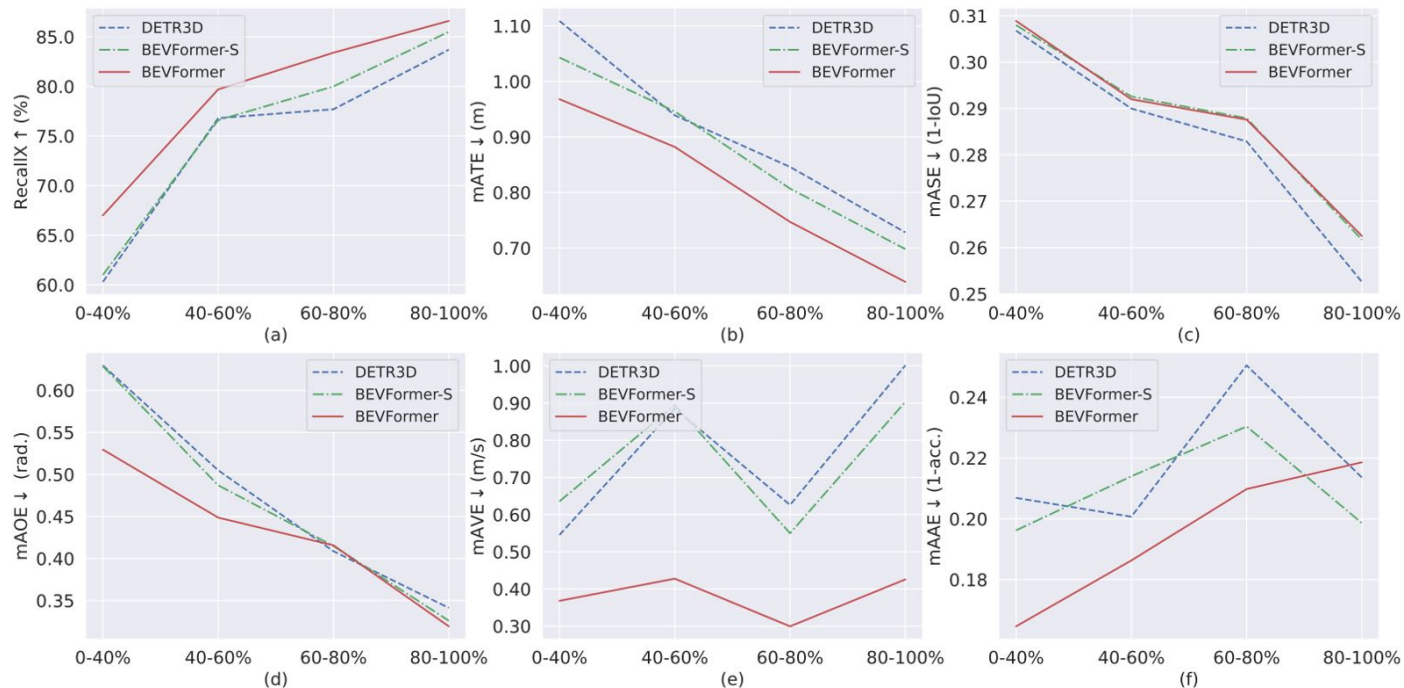 RecallX ↑ (%)
85.0
80.0
75.0
70.0
65.0
60.0
DETR3D
BEVFormer-S
BEVFormer
0-40% 40-60% 60-80% 80-100%
(a)
mATE ↓ (m)
1.10
1.00
0.90
0.80
0.70
DETR3D
BEVFormer-S
BEVFormer
0-40% 40-60% 60-80% 80-100%
(b)
mASE ↓ (1-IoU)
0.31
0.30
0.29
0.28
0.27
0.26
0.25
DETR3D
BEVFormer-S
BEVFormer
0-40% 40-60% 60-80% 80-100%
(c)
mAOE↓ (rad.)
0.60
0.55
0.50
0.45
0.40
0.35
DETR3D
BEVFormer-S
BEVFormer
0-40% 40-60% 60-80% 80-100%
(d)
mAVE↓ (m/s)
1.00
0.90
0.80
0.70
0.60
0.50
0.40
0.30
DETR3D
BEVFormer-S
BEVFormer
0-40% 40-60% 60-80% 80-100%
(e)
mAAE ↓ (1-acc.)
0.24
0.22
0.20
0.18
DETR3D
BEVFormer-S
BEVFormer
0-40% 40-60% 60-80% 80-100%
(f)